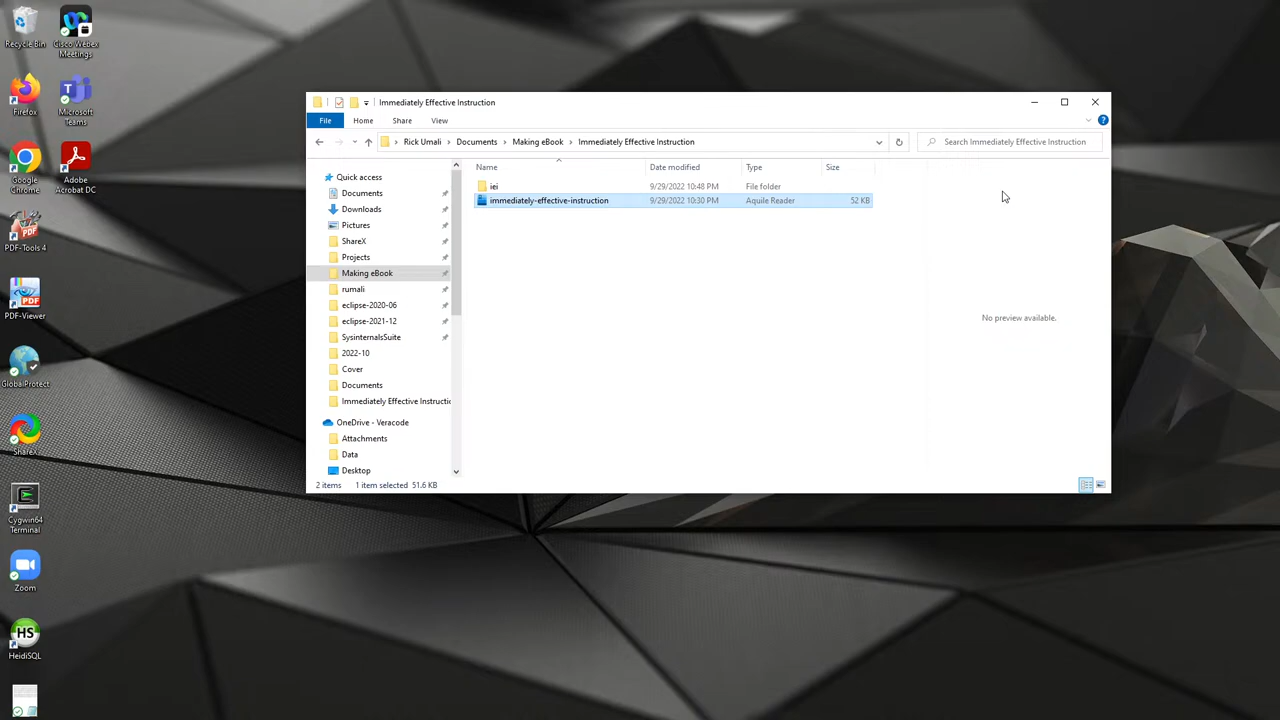 Recycle Bin
Cisco Webex
Meetings
Firefox
Microsoft
Teams
Google
Chrome
Adobe
Acrobat DC
PDF-Tools 4
PDF-Viewer
GlobalProtect
ShareX
Cygwin64
Terminal
Zoom
HeidiSQL
Immediately Effective Instruction
File Home Share View
Rick Umali > Documents > Making eBook > Immediately Effective Instruction
Search Immediately Effective Instruction
Name Date modified Type Size
iei 9/29/2022 10:48 PM File folder
immediately-effective-instruction 9/29/2022 10:30 PM Aquile Reader 52 KB
Quick access
Documents
Downloads
Pictures
ShareX
Projects
Making eBook
rumali
eclipse-2020-06
eclipse-2021-12
SysinternalsSuite
2022-10
Cover
Documents
Immediately Effective Instructic
OneDrive - Veracode
Attachments
Data
Desktop
No preview available.
2 items 1 item selected 51.6 KB